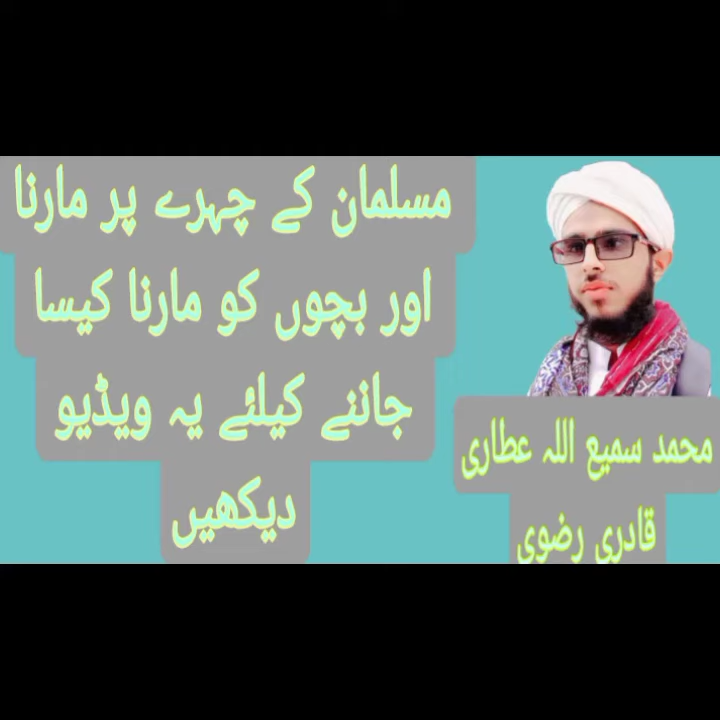 مسلمان کے چہرے پر مارنا
اور بچوں کو مارنا کیسا
جاننے کیلئے یہ ویڈیو
دیکھیں
محمد سمیع اللہ عطاری
قادری رضوی